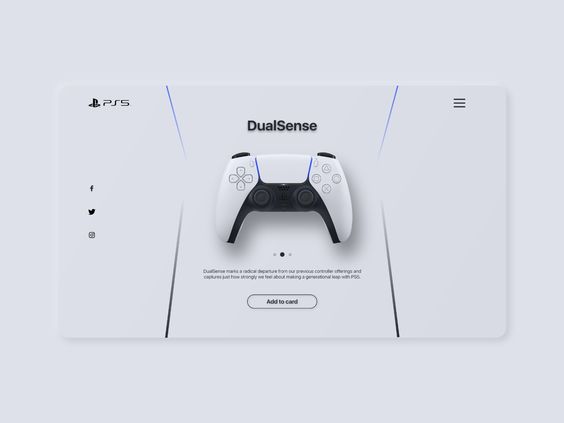 PS5
DualSense
DualSense marks a radical departure from our previous controller offerings and
captures just how strongly we feel about making a generational leap with PS5.
Add to card